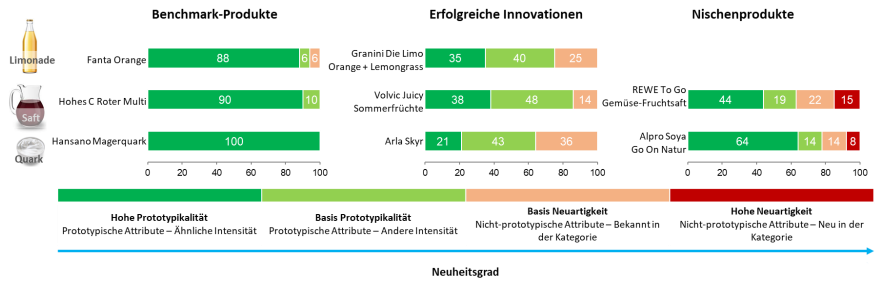 Benchmark-Produkte
Erfolgreiche Innovationen
Nischenprodukte
Limonade
Fanta Orange
88
6
6
Granini Die Limo
Orange + Lemongrass
35
40
25
Saft
Hohes C Roter Multi
90
10
Volvic Juicy
Sommerfrüchte
38
48
14
REWE To Go
Gemüse-Fruchtsaft
44
19
22
15
Quark
Hansano Magerquark
100
Arla Skyr
21
43
36
Alpro Soya
Go On Natur
64
14
14
8
0 20 40 60 80 100
0 20 40 60 80 100
0 20 40 60 80 100
Hohe Prototypikalität
Prototypische Attribute – Ähnliche Intensität
Basis Prototypikalität
Prototypische Attribute – Andere Intensität
Basis Neuartigkeit
Nicht-prototypische Attribute – Bekannt in
der Kategorie
Hohe Neuartigkeit
Nicht-prototypische Attribute – Neu in der
Kategorie
Neuheitsgrad